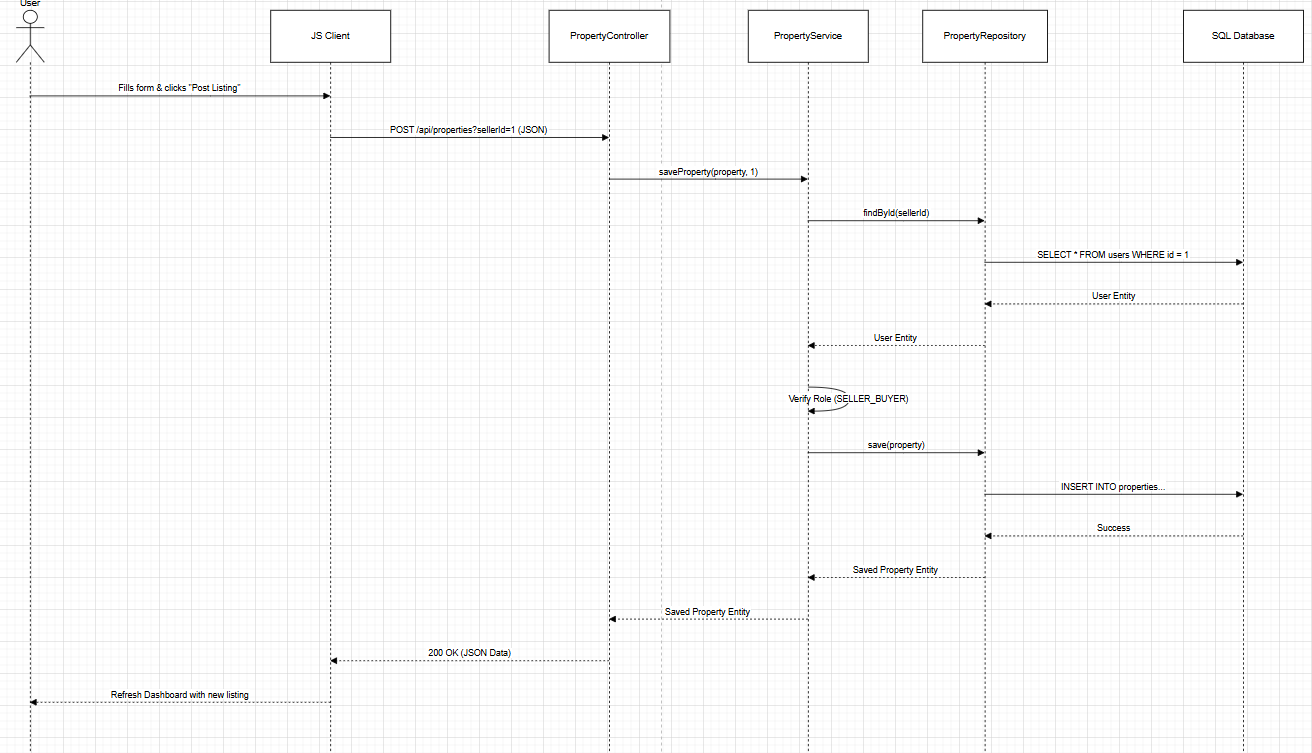 User
JS Client
PropertyController
PropertyService
PropertyRepository
SQL Database
Fills form & clicks "Post Listing"
POST /api/properties?sellerId=1 (JSON)
saveProperty(property, 1)
findById(sellerId)
SELECT * FROM users WHERE id = 1
User Entity
User Entity
Verify Role (SELLER_BUYER)
save(property)
INSERT INTO properties...
Success
Saved Property Entity
Saved Property Entity
200 OK (JSON Data)
Refresh Dashboard with new listing